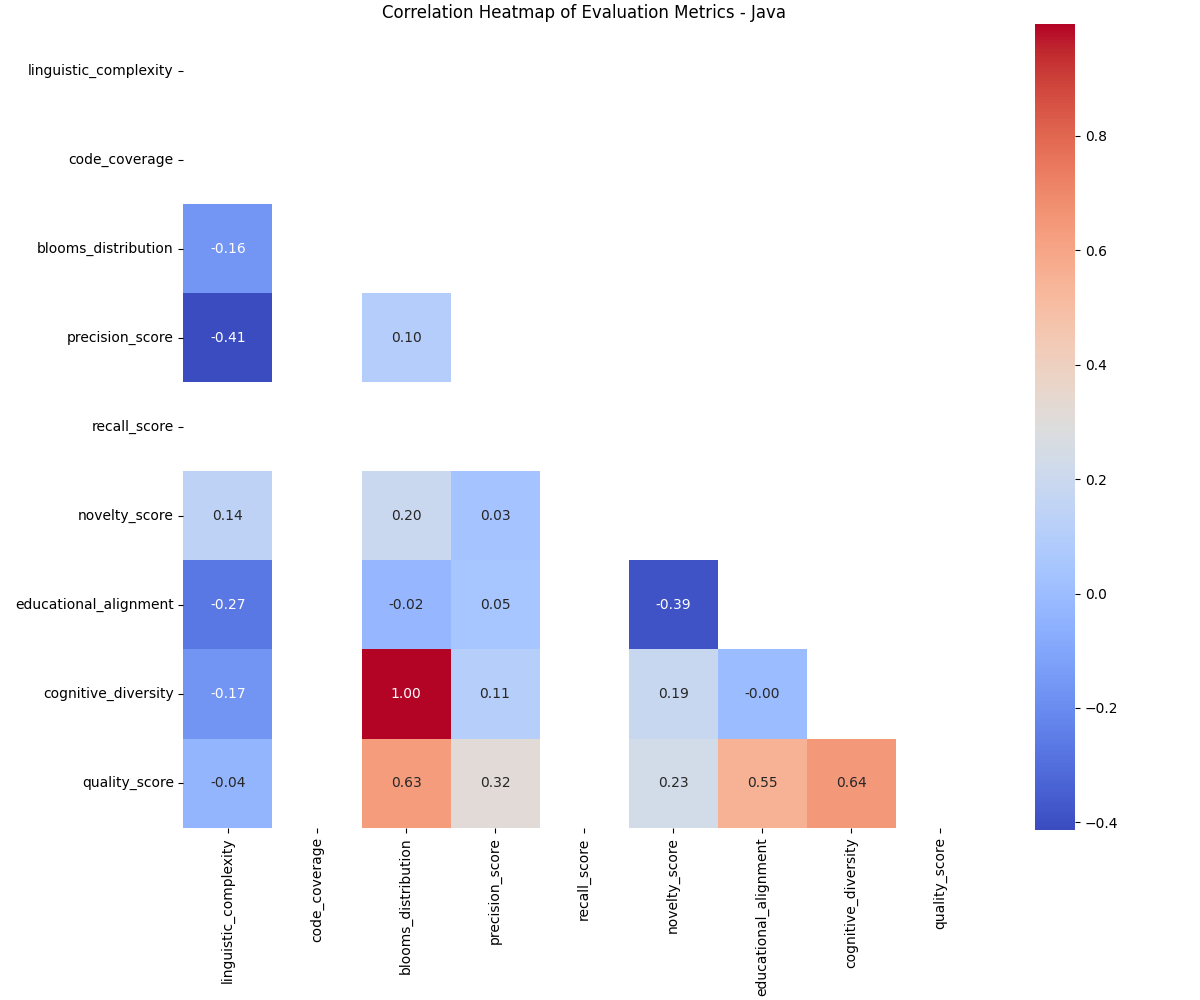 Correlation Heatmap of Evaluation Metrics - Java
linguistic_complexity
code_coverage
blooms_distribution
-0.16
precision_score
-0.41
0.10
recall_score
novelty_score
0.14
0.20
0.03
educational_alignment
-0.27
-0.02
0.05
-0.39
cognitive_diversity
-0.17
1.00
0.11
0.19
-0.00
quality_score
-0.04
0.63
0.32
0.23
0.55
0.64
linguistic_complexity
code_coverage
blooms_distribution
precision_score
recall_score
novelty_score
educational_alignment
cognitive_diversity
quality_score
0.8
0.6
0.4
0.2
0.0
−0.2
−0.4